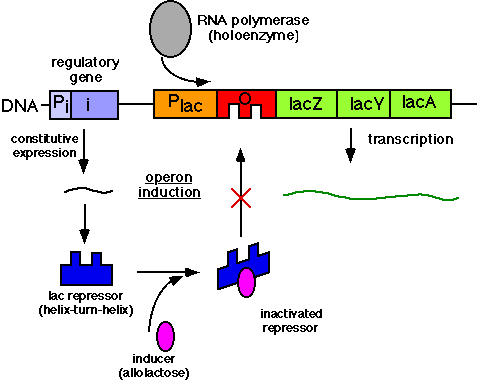 RNA polymerase
(holoenzyme)
regulatory
gene
DNA
Pi
i
Plac
O
lacZ
lacY
lacA
constitutive
expression
operon
induction
transcription
lac repressor
(helix-turn-helix)
inactivated
repressor
inducer
(allolactose)